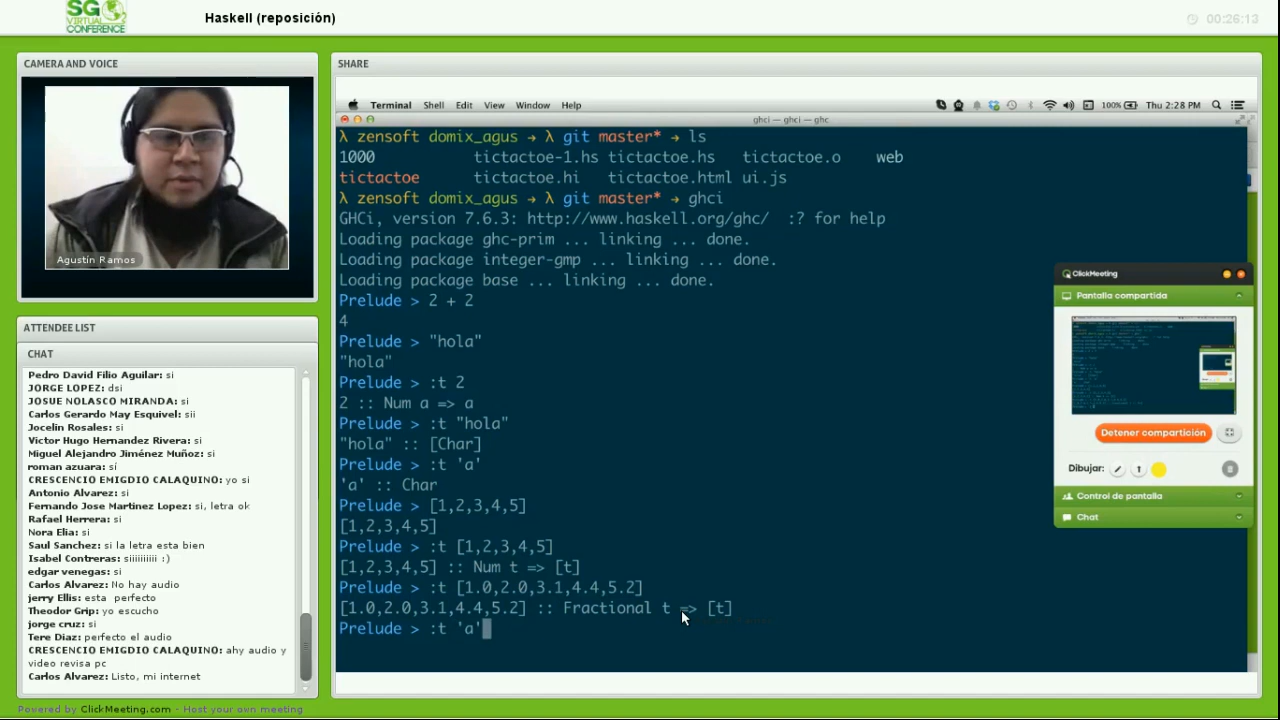 SG
VIRTUAL
CONFERENCE
Haskell (reposición)
00:26:13
CAMERA AND VOICE
Agustin Ramos
ATTENDEE LIST
CHAT
Pedro David Filio Aguilar: si
JORGE LOPEZ: dsi
JOSUE NOLASCO MIRANDA: si
Carlos Gerardo May Esquivel: sii
Jocelin Rosales: si
Victor Hugo Hernandez Rivera: si
Miguel Alejandro Jiménez Muñoz: si
roman azuara: sí
CRESCENCIO EMIGDIO CALAQUINO: yo si
Antonio Alvarez: si
Fernando Jose Martinez Lopez: si, letra ok
Rafael Herrera: si
Nora Elia: si
Saul Sanchez: si la letra esta bien
Isabel Contreras: siiiiiiiiii :)
edgar venegas: si
Carlos Alvarez: No hay audio
jerry Ellis: esta  perfecto
Theodor Grip: yo escucho
jorge cruz: si
Tere Diaz: perfecto el audio
CRESCENCIO EMIGDIO CALAQUINO: ahy audio y
video revisa pc
Carlos Alvarez: Listo, mi internet
Powered by ClickMeeting.com - Host your own meeting
SHARE
Terminal Shell Edit View Window Help
100% Thu 2:28 PM
ghci — ghci — ghc
λ zensoft domix_agus → λ git master* → ls
1000 tictactoe-1.hs tictactoe.hs tictactoe.o web
tictactoe tictactoe.hi tictactoe.html ui.js
λ zensoft domix_agus → λ git master* → ghci
GHCi, version 7.6.3: http://www.haskell.org/ghc/  :? for help
Loading package ghc-prim ... linking ... done.
Loading package integer-gmp ... linking ... done.
Loading package base ... linking ... done.
Prelude > 2 + 2
4
Prelude > "hola"
"hola"
Prelude > :t 2
2 :: Num a => a
Prelude > :t "hola"
"hola" :: [Char]
Prelude > :t 'a'
'a' :: Char
Prelude > [1,2,3,4,5]
[1,2,3,4,5]
Prelude > :t [1,2,3,4,5]
[1,2,3,4,5] :: Num t => [t]
Prelude > :t [1.0,2.0,3.1,4.4,5.2]
[1.0,2.0,3.1,4.4,5.2] :: Fractional t => [t]
Prelude > :t 'a'
ClickMeeting
Pantalla compartida
Detener compartición
Dibujar:
Control de pantalla
Chat